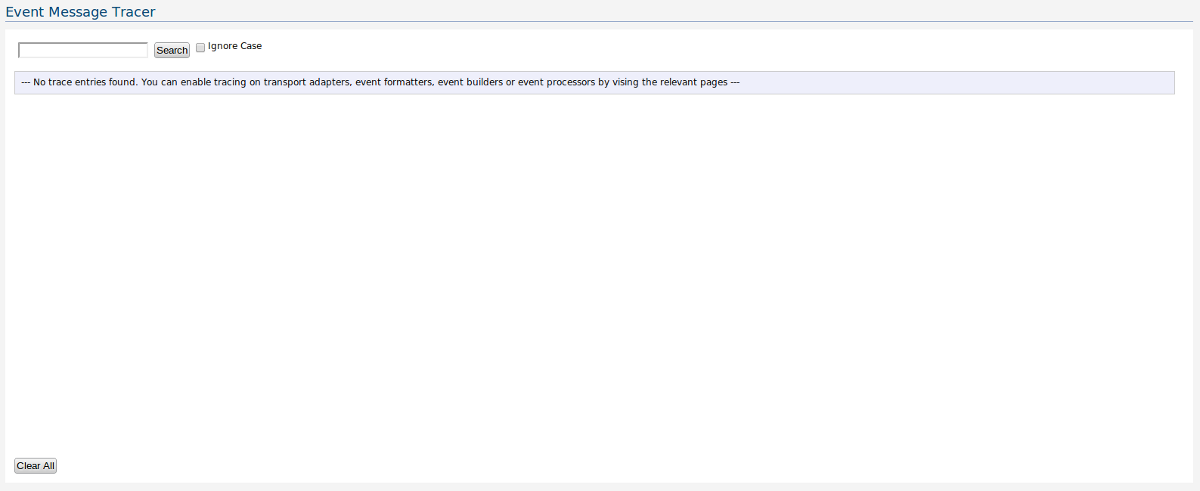 Event Message Tracer
Search Ignore Case
--- No trace entries found. You can enable tracing on transport adapters, event formatters, event builders or event processors by vising the relevant pages ---
Clear All